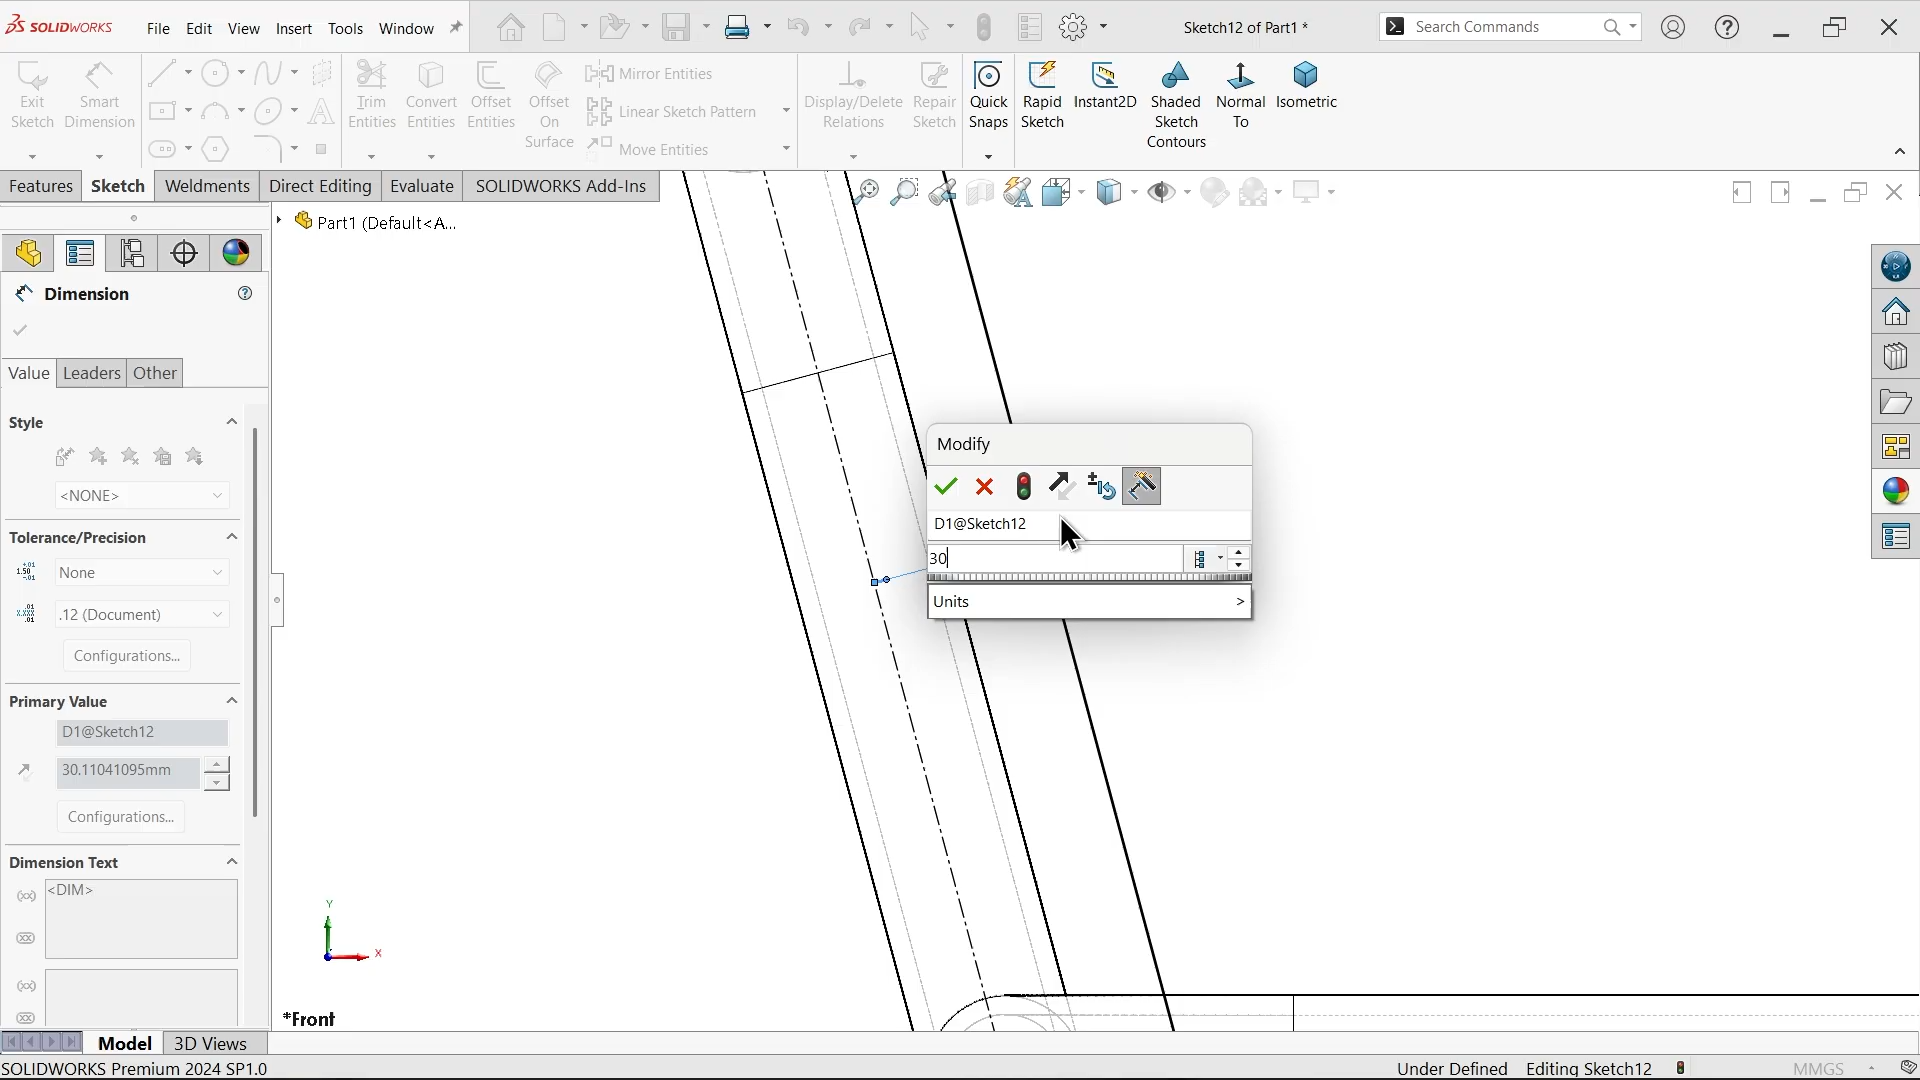 SOLIDWORKS
File Edit View Insert Tools Window
Sketch12 of Part1 *
Search Commands
Exit Sketch
Smart Dimension
Trim Entities
Convert Entities
Offset Entities
Offset On Surface
Mirror Entities
Linear Sketch Pattern
Move Entities
Display/Delete Relations
Repair Sketch
Quick Snaps
Rapid Sketch
Instant2D
Shaded Sketch Contours
Normal To
Isometric
Features Sketch Weldments Direct Editing Evaluate SOLIDWORKS Add-Ins
Part1 (Default<A...
Dimension
Value Leaders Other
Style
<NONE>
Tolerance/Precision
None
.12 (Document)
Configurations...
Primary Value
D1@Sketch12
30.11041095mm
Configurations...
Dimension Text
<DIM>
Modify
D1@Sketch12
30
Units >
Y
X
*Front
Model 3D Views
SOLIDWORKS Premium 2024 SP1.0
Under Defined Editing Sketch12 MMGS